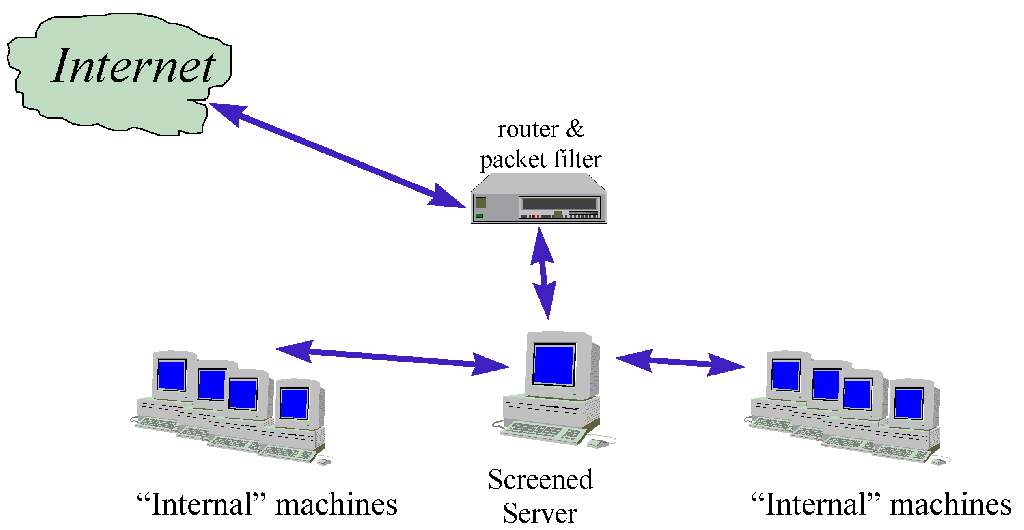 Internet
router &
packet filter
“Internal” machines
Screened
Server
“Internal” machines